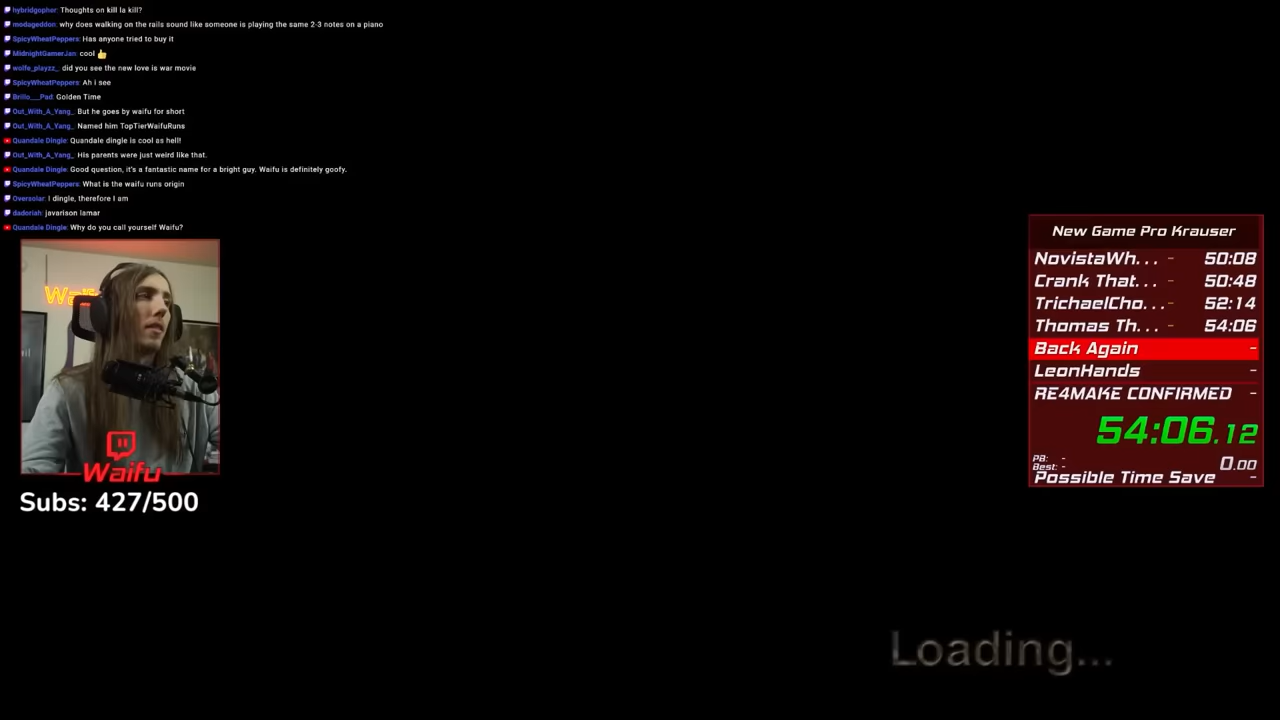 hybridgopher: Thoughts on kill la kill?
modageddon: why does walking on the rails sound like someone is playing the same 2-3 notes on a piano
SpicyWheatPeppers: Has anyone tried to buy it
MidnightGamerJan: cool 👍
wolfe_playzz_: did you see the new love is war movie
SpicyWheatPeppers: Ah i see
Brillo__Pad: Golden Time
Out_With_A_Yang_: But he goes by waifu for short
Out_With_A_Yang_: Named him TopTierWaifuRuns
Quandale Dingle: Quandale dingle is cool as hell!
Out_With_A_Yang_: His parents were just weird like that.
Quandale Dingle: Good question, it's a fantastic name for a bright guy. Waifu is definitely goofy.
SpicyWheatPeppers: What is the waifu runs origin
Oversolar: I dingle, therefore I am
dadoriah: javarison lamar
Quandale Dingle: Why do you call yourself Waifu?
Waifu
Subs: 427/500
New Game Pro Krauser
NovistaWh... - 50:08
Crank That... - 50:48
TrichaelCho... - 52:14
Thomas Th... - 54:06
Back Again -
LeonHands -
RE4MAKE CONFIRMED -
54:06.12
PB: -
Best: - 0.00
Possible Time Save -
Loading...